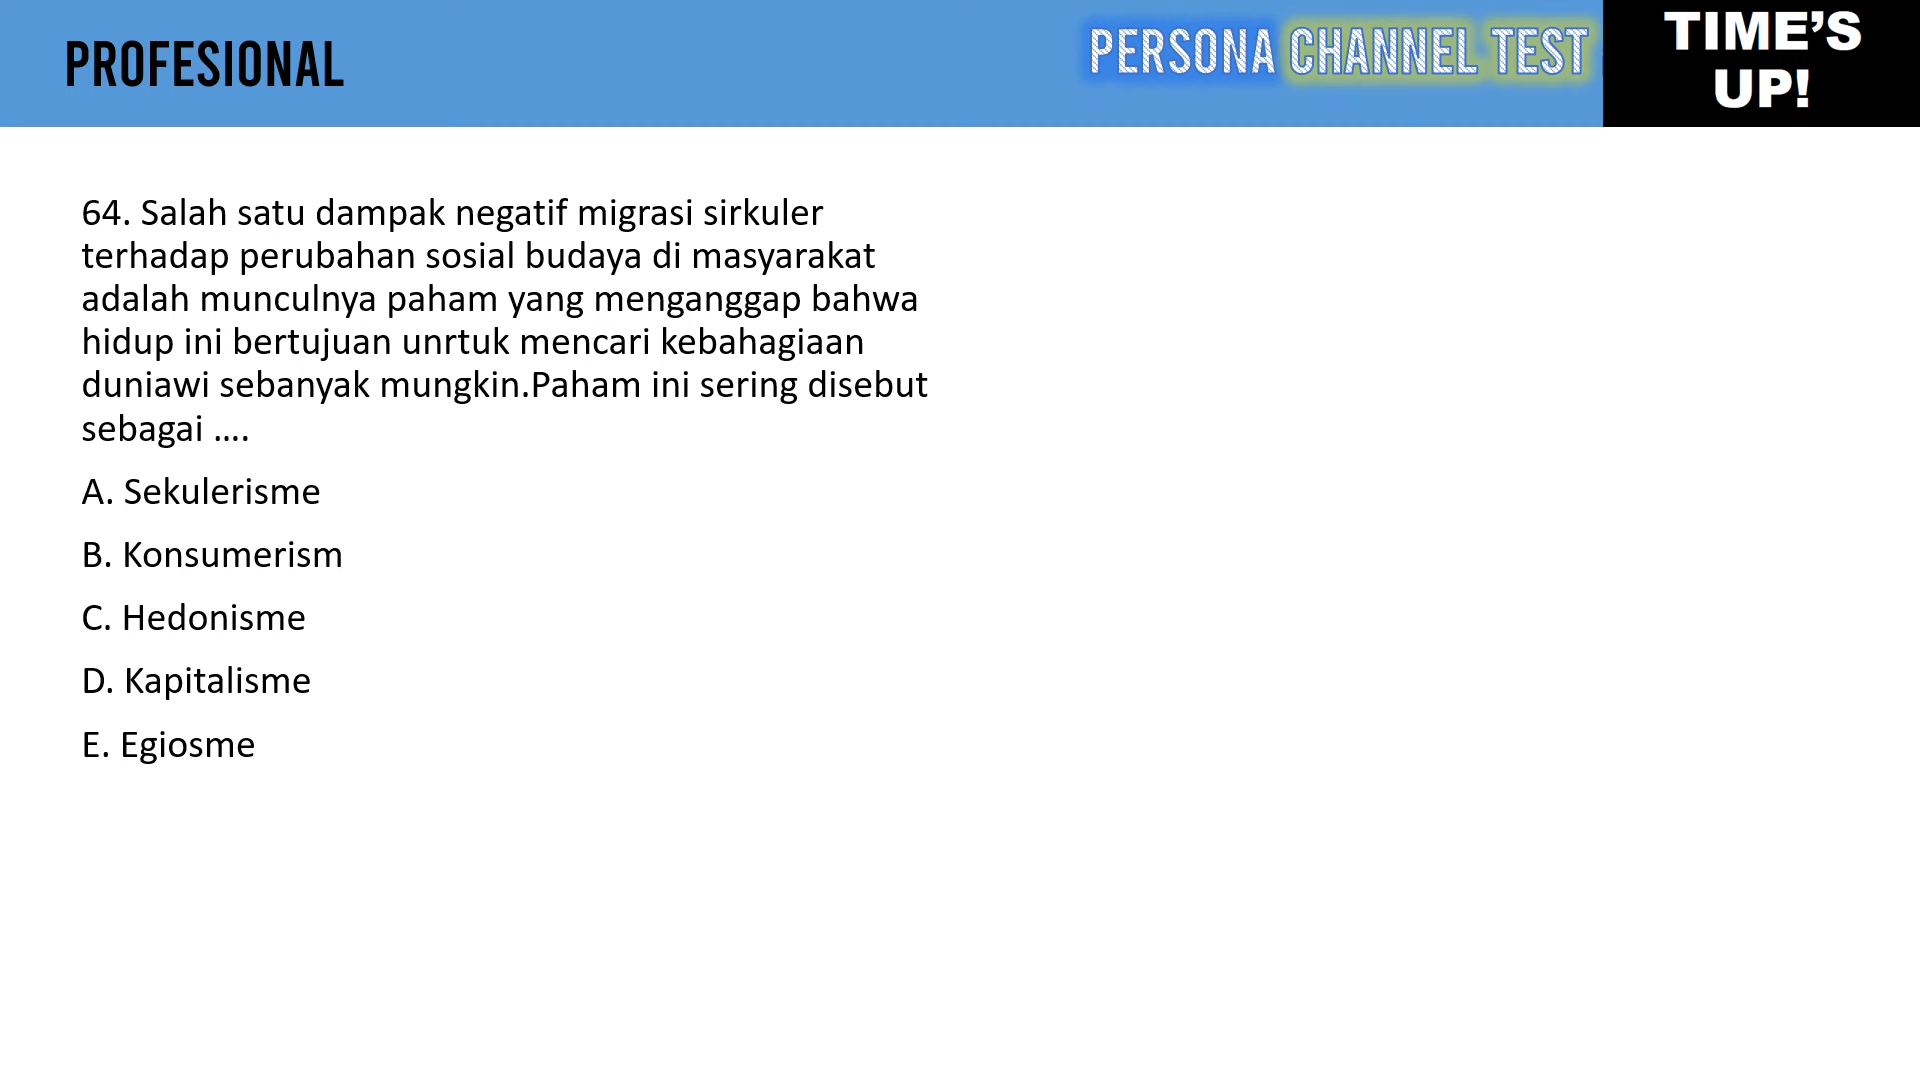 PROFESIONAL
PERSONA CHANNEL TEST
TIME’S
UP!
64. Salah satu dampak negatif migrasi sirkuler
terhadap perubahan sosial budaya di masyarakat
adalah munculnya paham yang menganggap bahwa
hidup ini bertujuan unrtuk mencari kebahagiaan
duniawi sebanyak mungkin.Paham ini sering disebut
sebagai ....
A. Sekulerisme
B. Konsumerism
C. Hedonisme
D. Kapitalisme
E. Egiosme